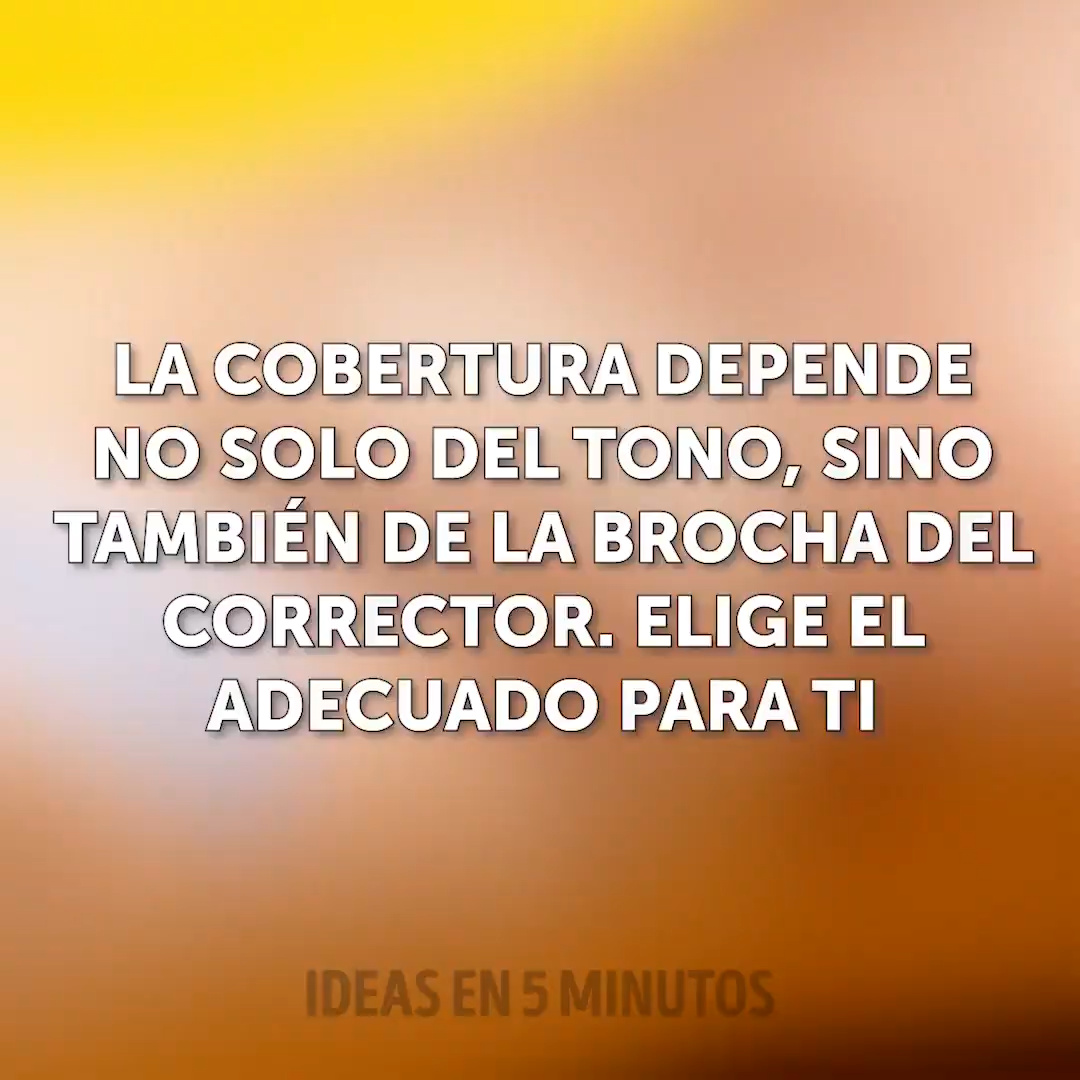 LA COBERTURA DEPENDE
NO SOLO DEL TONO, SINO
TAMBIÉN DE LA BROCHA DEL
CORRECTOR. ELIGE EL
ADECUADO PARA TI
IDEAS EN 5 MINUTOS